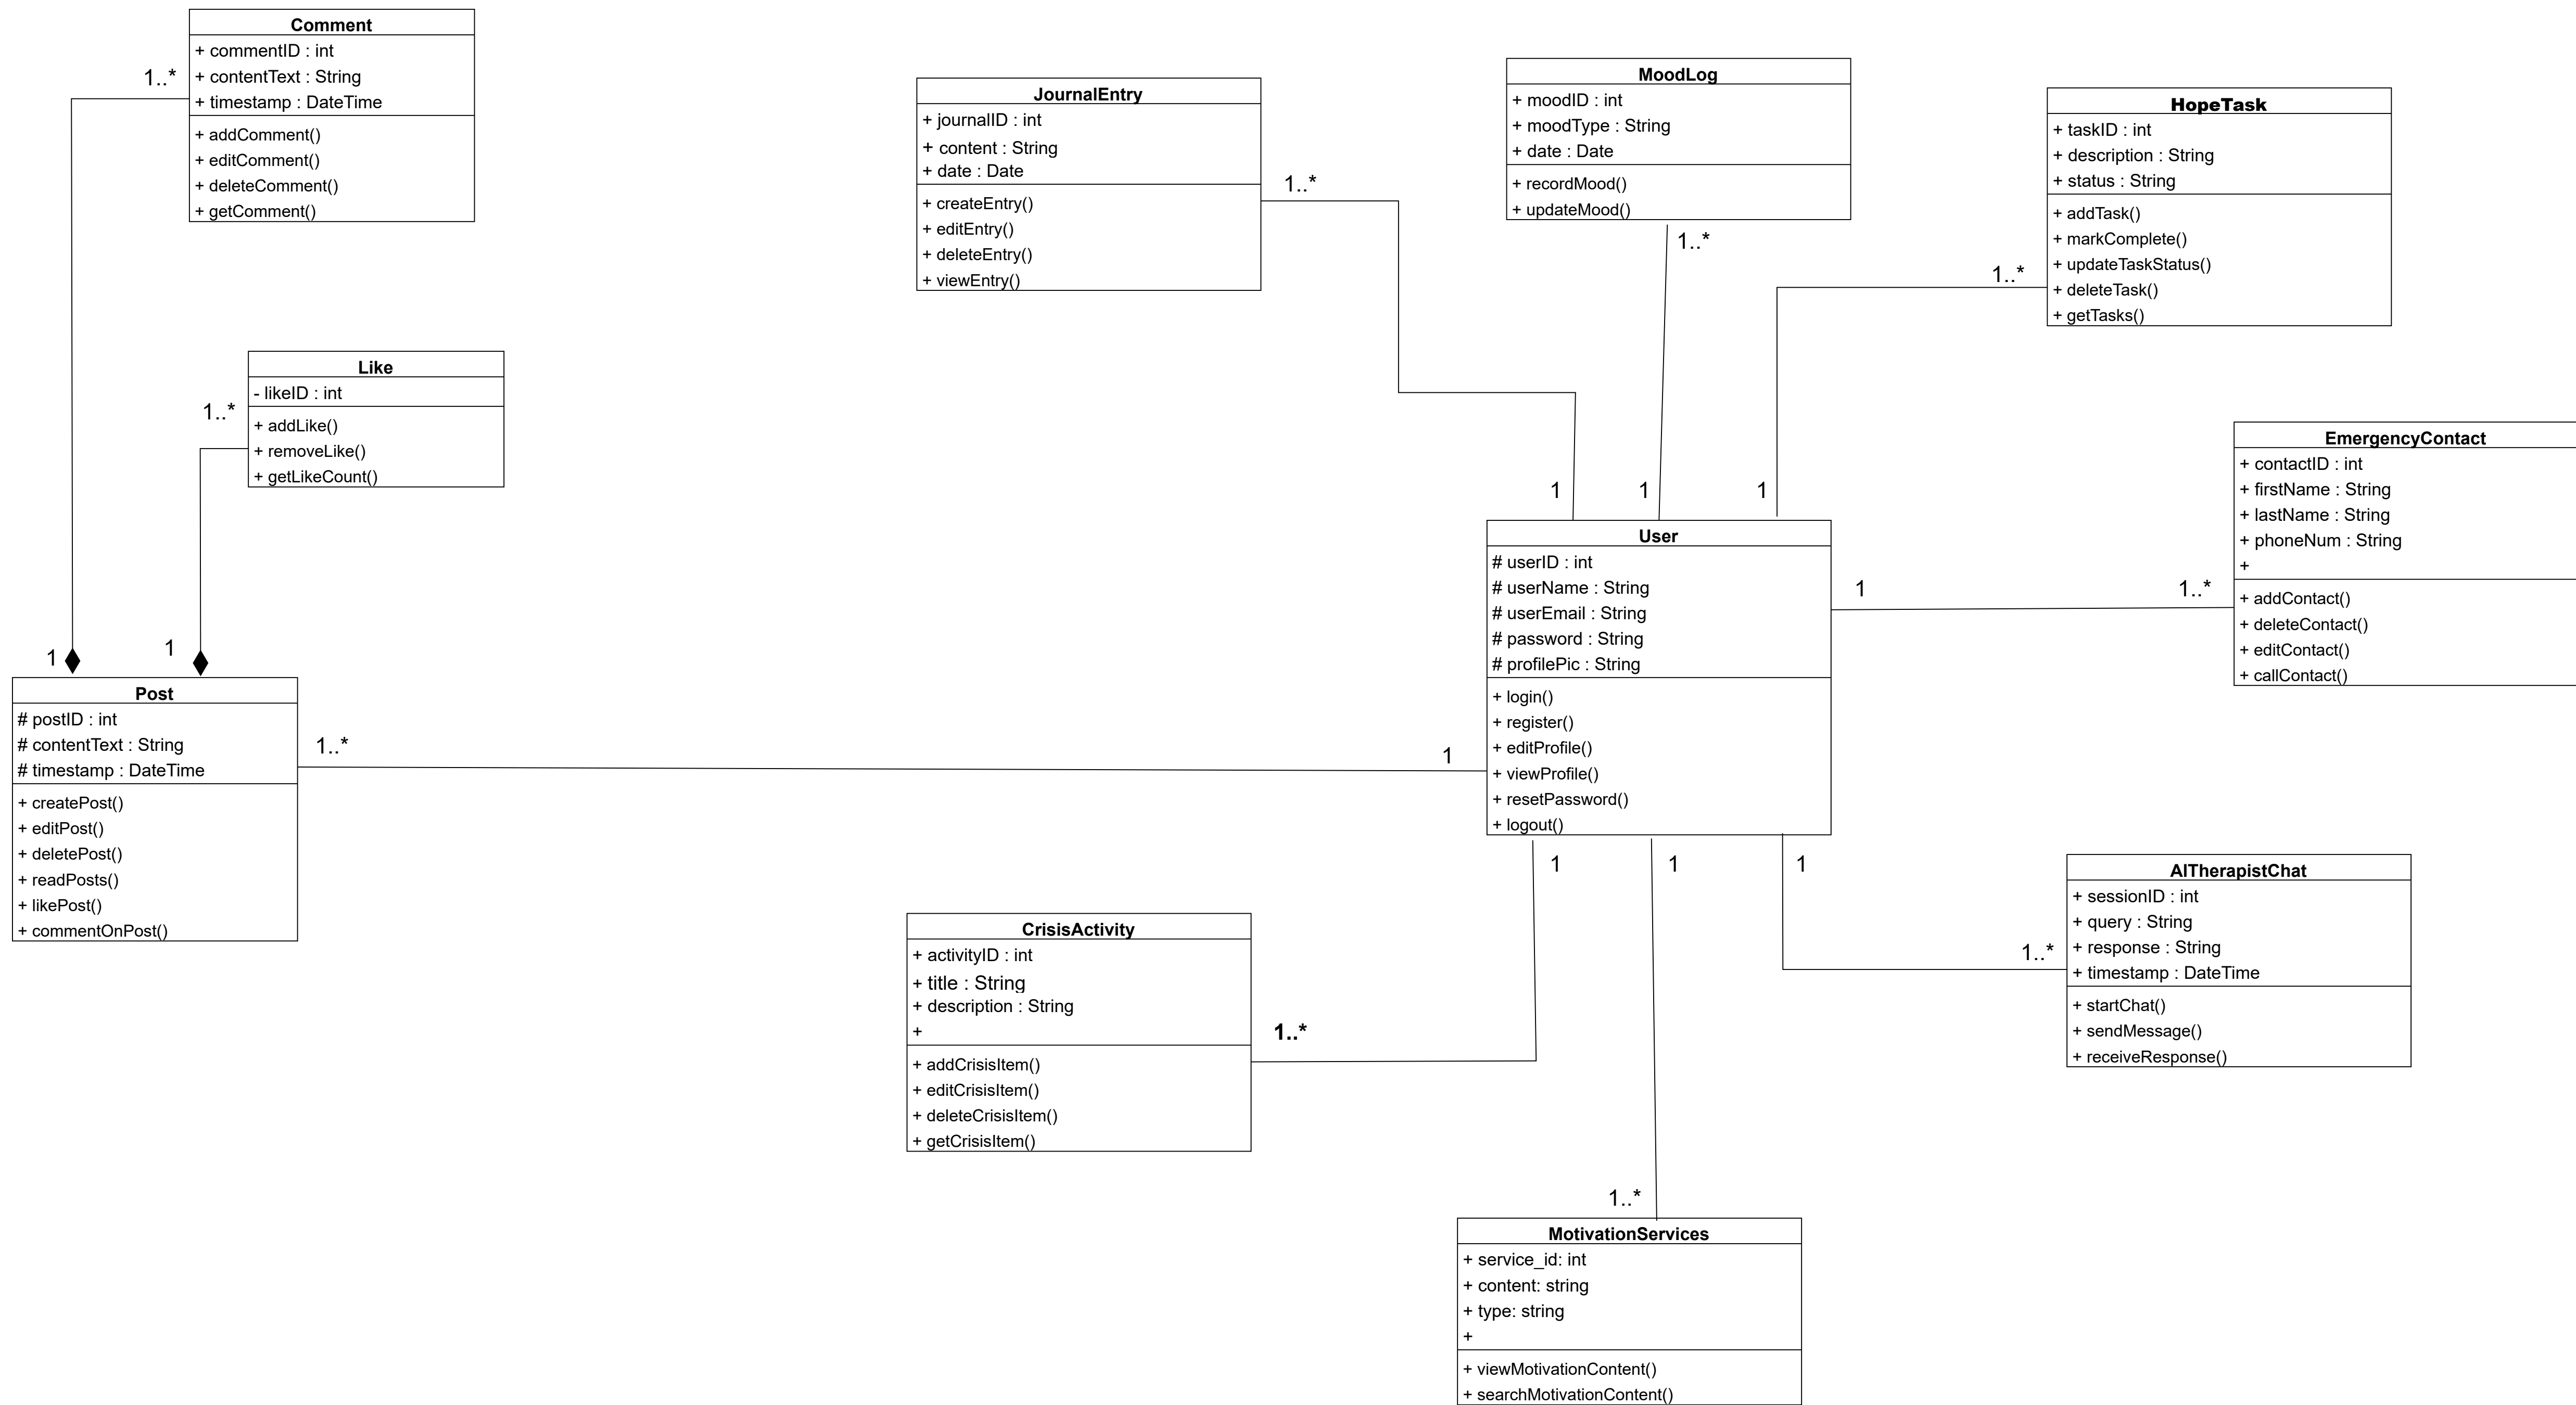 Comment
+ commentID : int
+ contentText : String
+ timestamp : DateTime
+ addComment()
+ editComment()
+ deleteComment()
+ getComment()
1..*
Like
- likeID : int
+ addLike()
+ removeLike()
+ getLikeCount()
1..*
1
1
Post
# postID : int
# contentText : String
# timestamp : DateTime
+ createPost()
+ editPost()
+ deletePost()
+ readPosts()
+ likePost()
+ commentOnPost()
1..*
1
JournalEntry
+ journalID : int
+ content : String
+ date : Date
+ createEntry()
+ editEntry()
+ deleteEntry()
+ viewEntry()
1..*
1
MoodLog
+ moodID : int
+ moodType : String
+ date : Date
+ recordMood()
+ updateMood()
1..*
1
HopeTask
+ taskID : int
+ description : String
+ status : String
+ addTask()
+ markComplete()
+ updateTaskStatus()
+ deleteTask()
+ getTasks()
1..*
1
User
# userID : int
# userName : String
# userEmail : String
# password : String
# profilePic : String
+ login()
+ register()
+ editProfile()
+ viewProfile()
+ resetPassword()
+ logout()
1
1..*
EmergencyContact
+ contactID : int
+ firstName : String
+ lastName : String
+ phoneNum : String
+
+ addContact()
+ deleteContact()
+ editContact()
+ callContact()
1
1
1
CrisisActivity
+ activityID : int
+ title : String
+ description : String
+
+ addCrisisItem()
+ editCrisisItem()
+ deleteCrisisItem()
+ getCrisisItem()
1..*
1..*
AITherapistChat
+ sessionID : int
+ query : String
+ response : String
+ timestamp : DateTime
+ startChat()
+ sendMessage()
+ receiveResponse()
1..*
MotivationServices
+ service_id: int
+ content: string
+ type: string
+
+ viewMotivationContent()
+ searchMotivationContent()